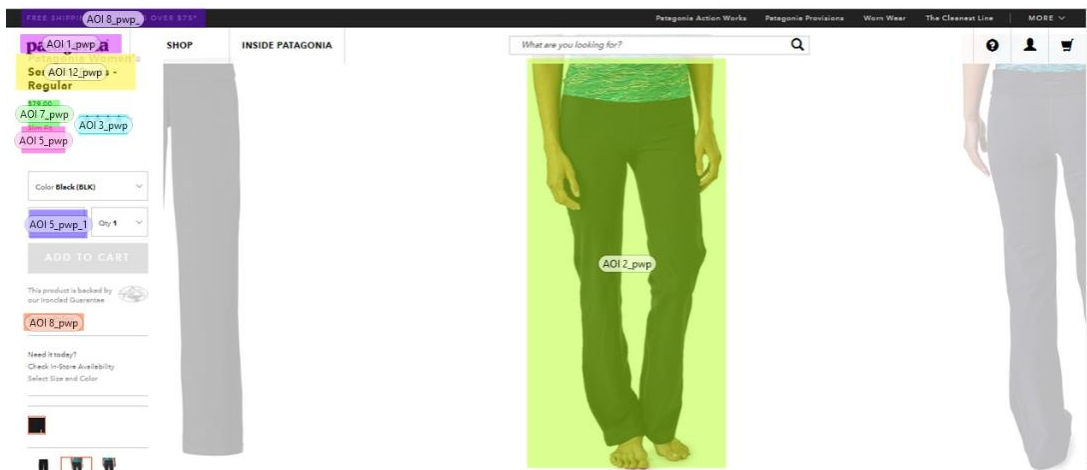 FREE SHIPPIN AOI 8_pwp_ OVER $75*
Patagonia Action Works Patagonia Provisions Worn Wear The Cleanest Line MORE
AOI 1_pwp
SHOP INSIDE PATAGONIA What are you looking for?
Patagonia Women's
AOI 12_pwp
Regular
$79.00
AOI 7_pwp
AOI 3_pwp
Slim Fit
AOI 5_pwp
Color Black (BLK)
AOI 5_pwp_1 Qty 1
ADD TO CART
AOI 2_pwp
This product is backed by
our Ironclad Guarantee
AOI 8_pwp
Need it today?
Check In-Store Availability
Select Size and Color